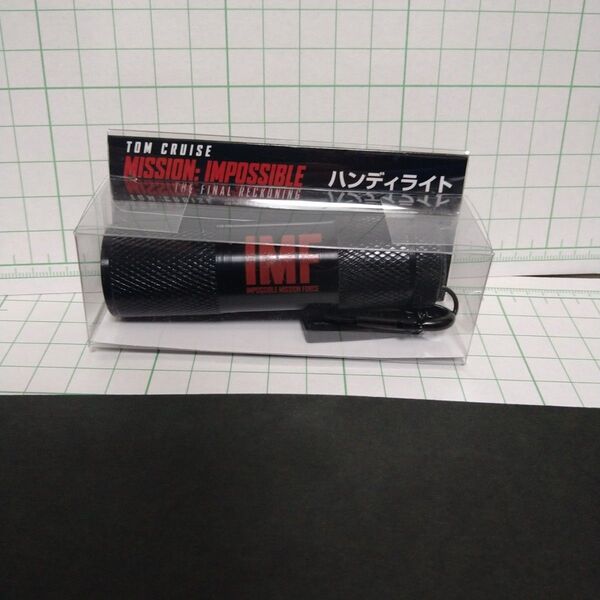 TOM CRUISE
MISSION: IMPOSSIBLE
THE FINAL RECKONING
ハンディライト
IMF
IMPOSSIBLE MISSION FORCE